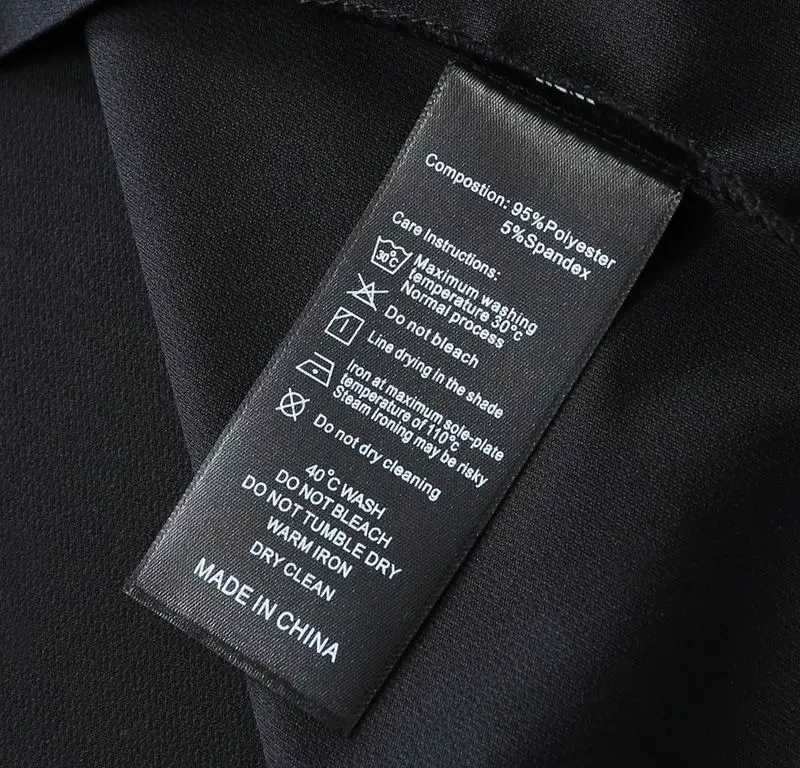 Compostion: 95%Polyester
5%Spandex
Care Instructions:
30°C
Maximum washing
temperature 30°C
Normal process
Do not bleach
Line drying in the shade
Iron at maximum sole-plate
temperature of 110°C
Steam ironing may be risky
Do not dry cleaning
40°C WASH
DO NOT BLEACH
DO NOT TUMBLE DRY
WARM IRON
DRY CLEAN
MADE IN CHINA